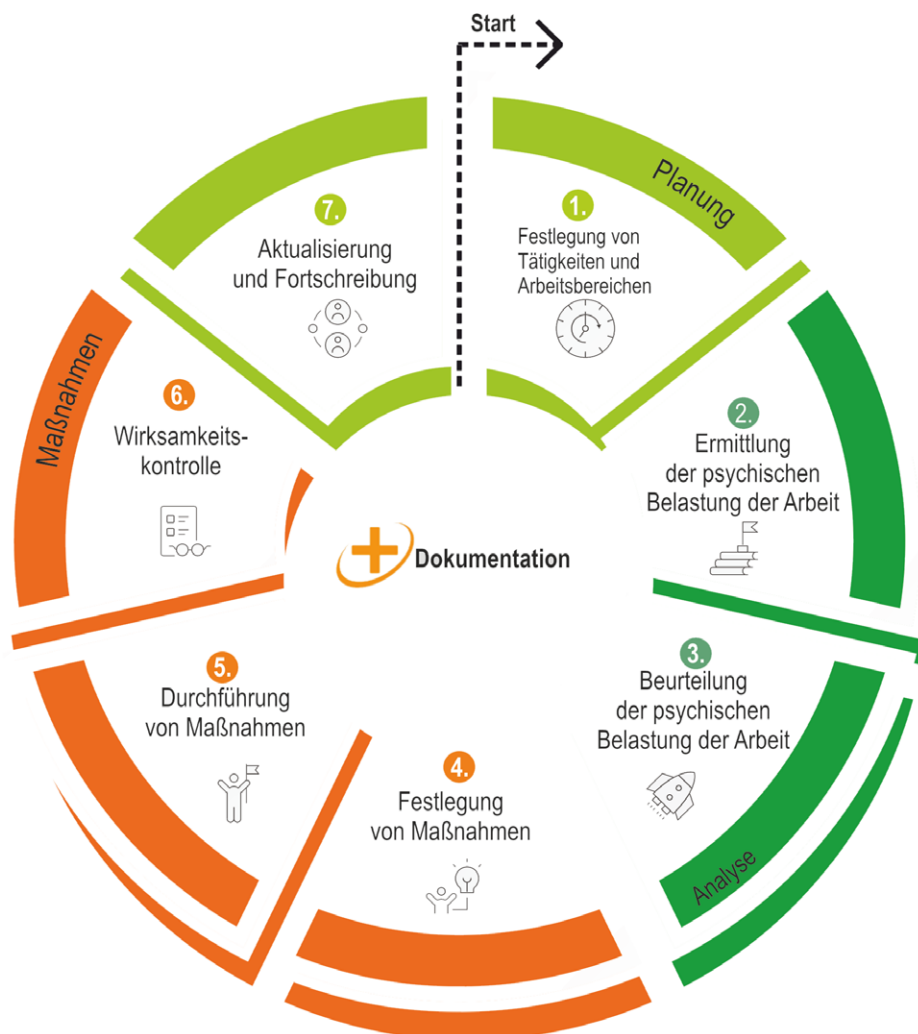 Start
Planung
1.
Festlegung von
Tätigkeiten und
Arbeitsbereichen
2.
Ermittlung
der psychischen
Belastung der Arbeit
3.
Beurteilung
der psychischen
Belastung der Arbeit
Analyse
4.
Festlegung
von Maßnahmen
5.
Durchführung
von Maßnahmen
6.
Wirksamkeits-
kontrolle
Maßnahmen
7.
Aktualisierung
und Fortschreibung
Dokumentation